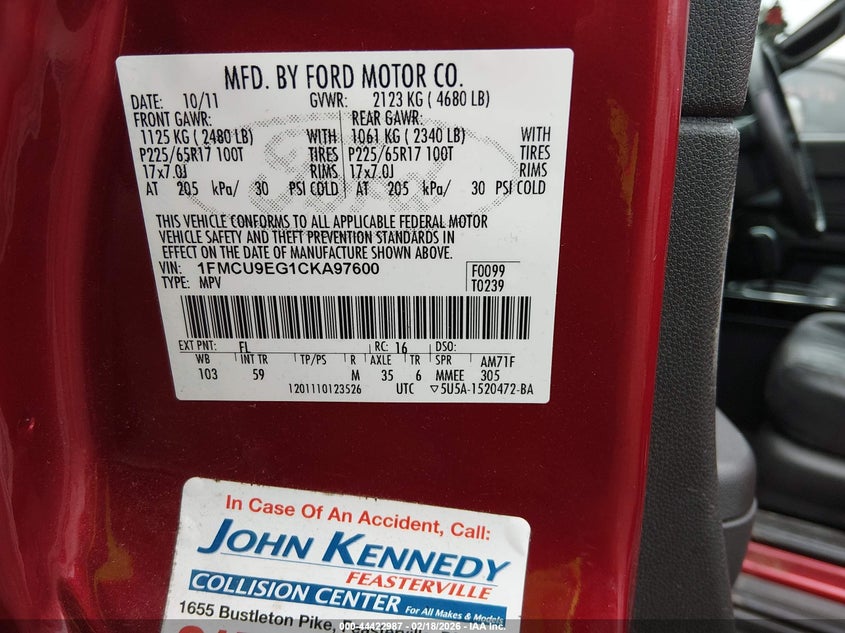 MFD. BY FORD MOTOR CO.
DATE: 10/11 GVWR: 2123 KG ( 4680 LB)
FRONT GAWR: REAR GAWR:
1125 KG ( 2480 LB) WITH 1061 KG ( 2340 LB) WITH
P225/65R17 100T TIRES P225/65R17 100T TIRES
17x7.0J RIMS 17x7.0J RIMS
AT 205 kPa/ 30 PSI COLD AT 205 kPa/ 30 PSI COLD
THIS VEHICLE CONFORMS TO ALL APPLICABLE FEDERAL MOTOR
VEHICLE SAFETY AND THEFT PREVENTION STANDARDS IN
EFFECT ON THE DATE OF MANUFACTURE SHOWN ABOVE.
VIN: 1FMCU9EG1CKA97600 F0099
TYPE: MPV T0239
EXT PNT: FL RC: 16 DSO:
WB INT TR TP/PS R AXLE TR SPR AM71F
103 59 M 35 6 MMEE 305
1201110123526 UTC ▽5U5A-1520472-BA
In Case Of An Accident, Call:
JOHN KENNEDY
FEASTERVILLE
COLLISION CENTER For All Makes & Models
1655 Bustleton Pike,
000-44422987 02/18/2026 IAA, Inc.